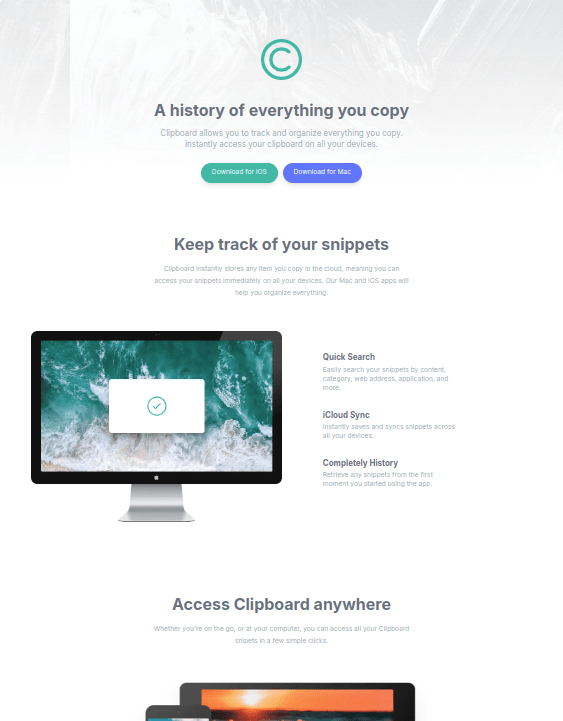 A history of everything you copy
Clipboard allows you to track and organize everything you copy.
Instantly access your clipboard on all your devices.
Download for iOS
Download for Mac
Keep track of your snippets
Clipboard instantly stores any item you copy in the cloud, meaning you can
access your snippets immediately on all your devices. Our Mac and iOS apps will
help you organize everything.
Quick Search
Easily search your snippets by content,
category, web address, application, and
more.
iCloud Sync
Instantly saves and syncs snippets across
all your devices.
Completely History
Retrieve any snippets from the first
moment you started using the app.
Access Clipboard anywhere
Whether you're on the go, or at your computer, you can access all your Clipboard
snipets in a few simple clicks.